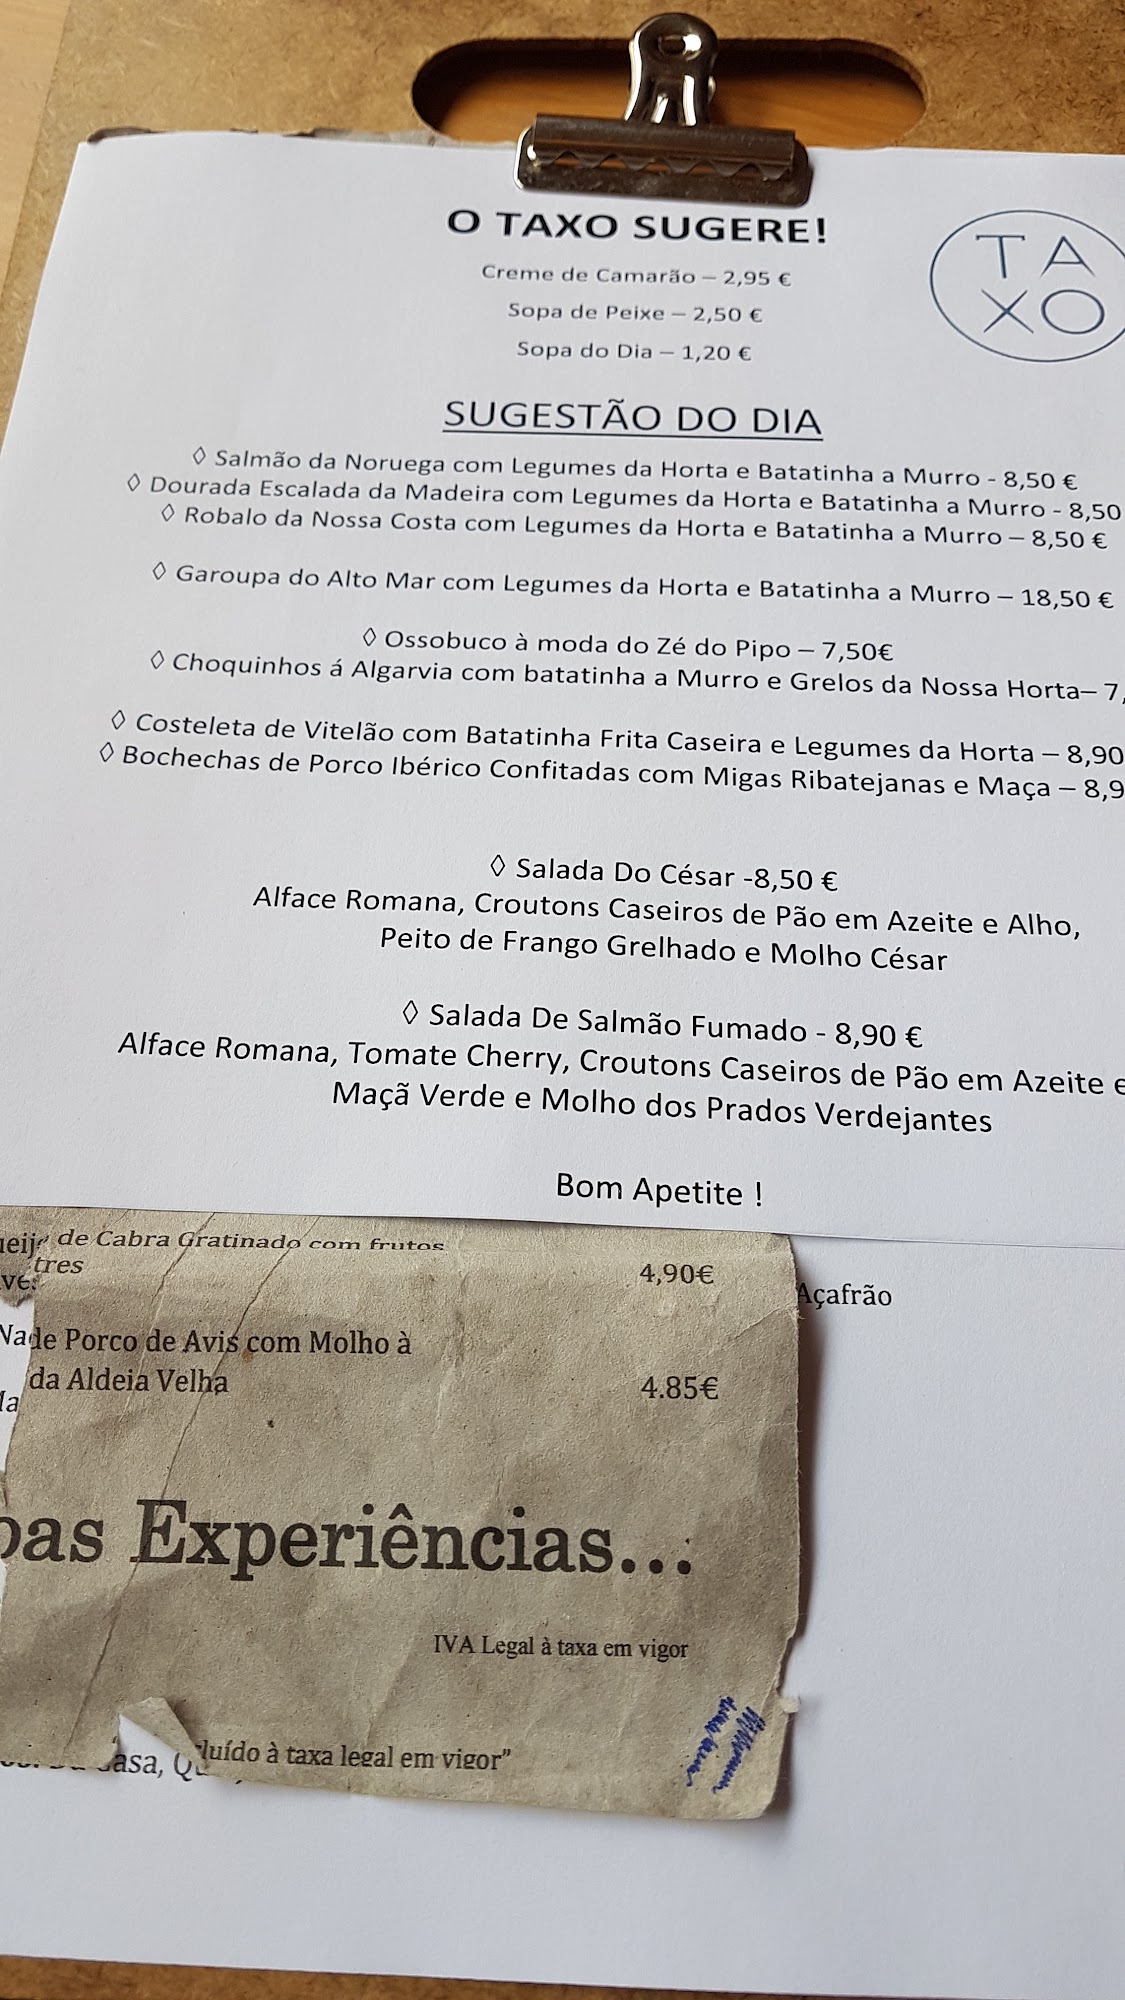 O TAXO SUGERE!
TA
XO
Creme de Camarão – 2,95 €
Sopa de Peixe – 2,50 €
Sopa do Dia – 1,20 €
SUGESTÃO DO DIA
◊ Salmão da Noruega com Legumes da Horta e Batatinha a Murro - 8,50 €
◊ Dourada Escalada da Madeira com Legumes da Horta e Batatinha a Murro - 8,50
◊ Robalo da Nossa Costa com Legumes da Horta e Batatinha a Murro – 8,50 €
◊ Garoupa do Alto Mar com Legumes da Horta e Batatinha a Murro – 18,50 €
◊ Ossobuco à moda do Zé do Pipo – 7,50€
◊ Choquinhos á Algarvia com batatinha a Murro e Grelos da Nossa Horta– 7,
◊ Costeleta de Vitelão com Batatinha Frita Caseira e Legumes da Horta – 8,90
◊ Bochechas de Porco Ibérico Confitadas com Migas Ribatejanas e Maça – 8,9
◊ Salada Do César -8,50 €
Alface Romana, Croutons Caseiros de Pão em Azeite e Alho,
Peito de Frango Grelhado e Molho César
◊ Salada De Salmão Fumado - 8,90 €
Alface Romana, Tomate Cherry, Croutons Caseiros de Pão em Azeite e
Maçã Verde e Molho dos Prados Verdejantes
Bom Apetite !
de Cabra Gratinado com frutos
tres 4,90€
Açafrão
de Porco de Avis com Molho à
da Aldeia Velha 4.85€
oas Experiências...
IVA Legal à taxa em vigor
luído à taxa legal em vigor"
asa,